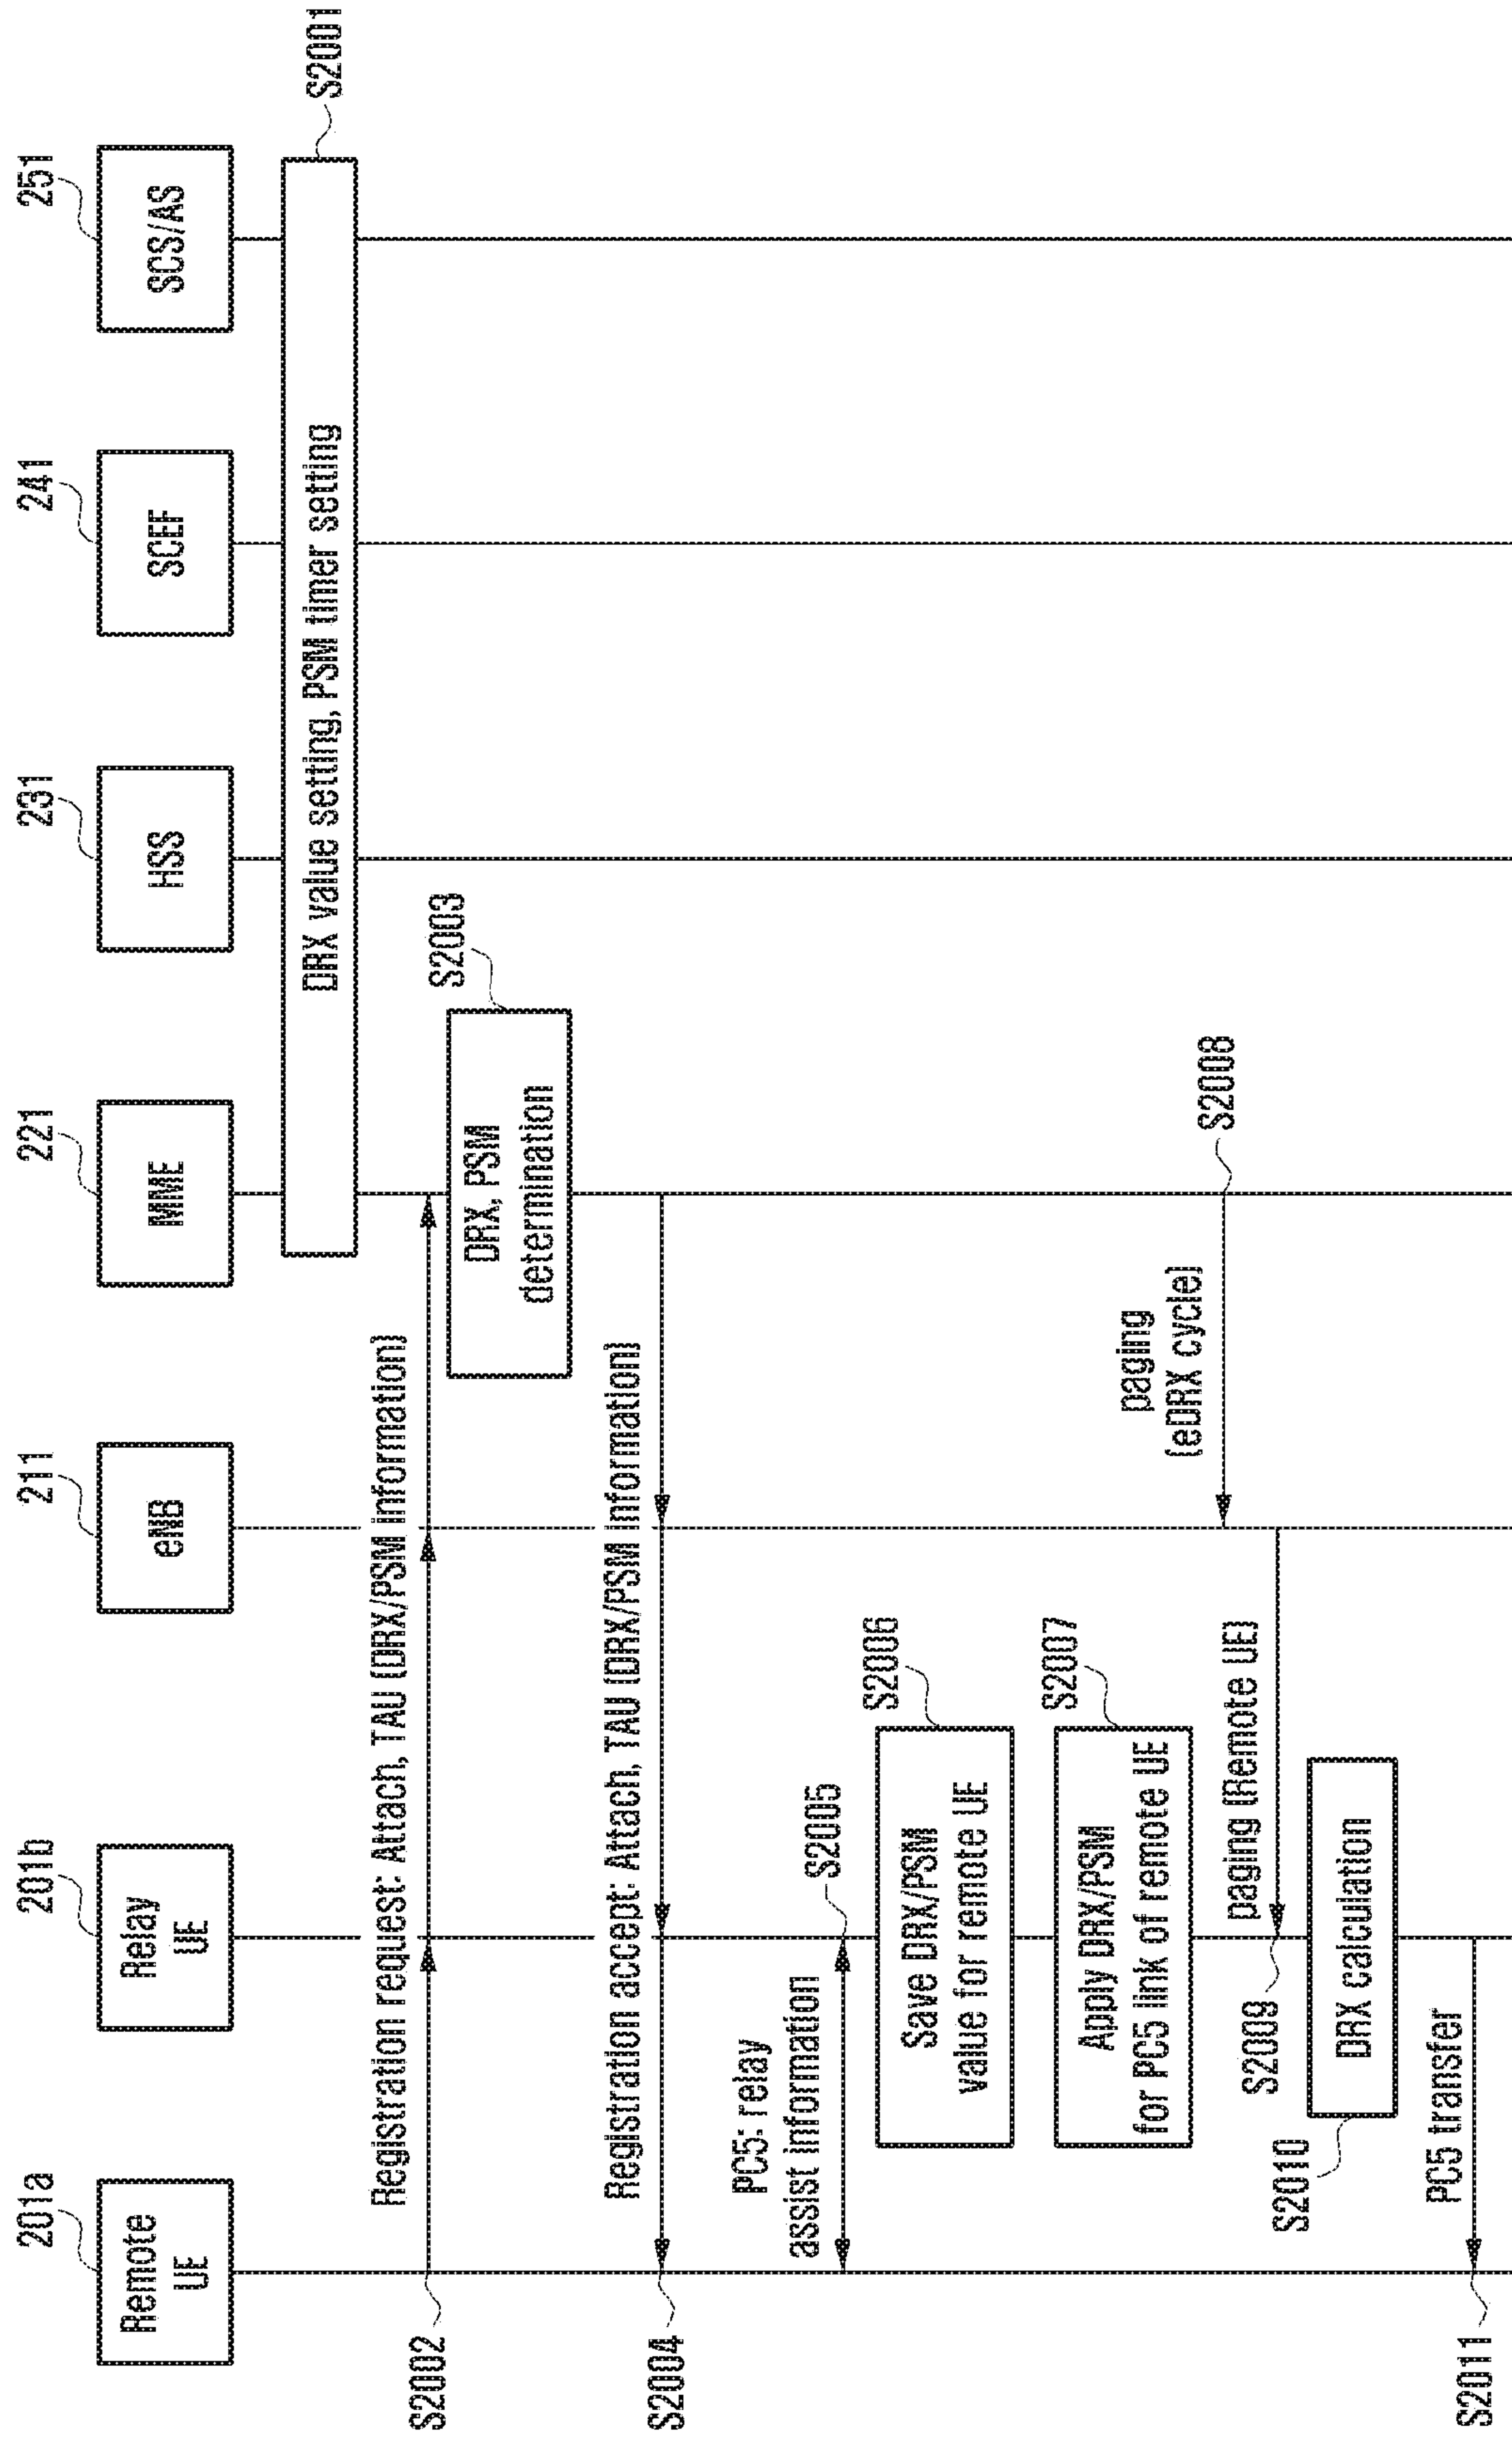 201a
201b
211
221
231
241
251
Remote
UE
Relay
UE
eNB
MME
HSS
SCEF
SCS/AS
DRX value setting, PSM timer setting
S2001
Registration request: Attach, TAU (DRX/PSM information)
S2002
DRX, PSM
determination
S2003
Registration accept: Attach, TAU (DRX/PSM information)
S2004
PC5: relay
assist information
S2005
Save DRX/PSM
value for remote UE
S2006
Apply DRX/PSM
for PC5 link of remote UE
S2007
paging
(eDRX cycle)
S2008
paging (Remote UE)
S2009
DRX calculation
S2010
PC5 transfer
S2011